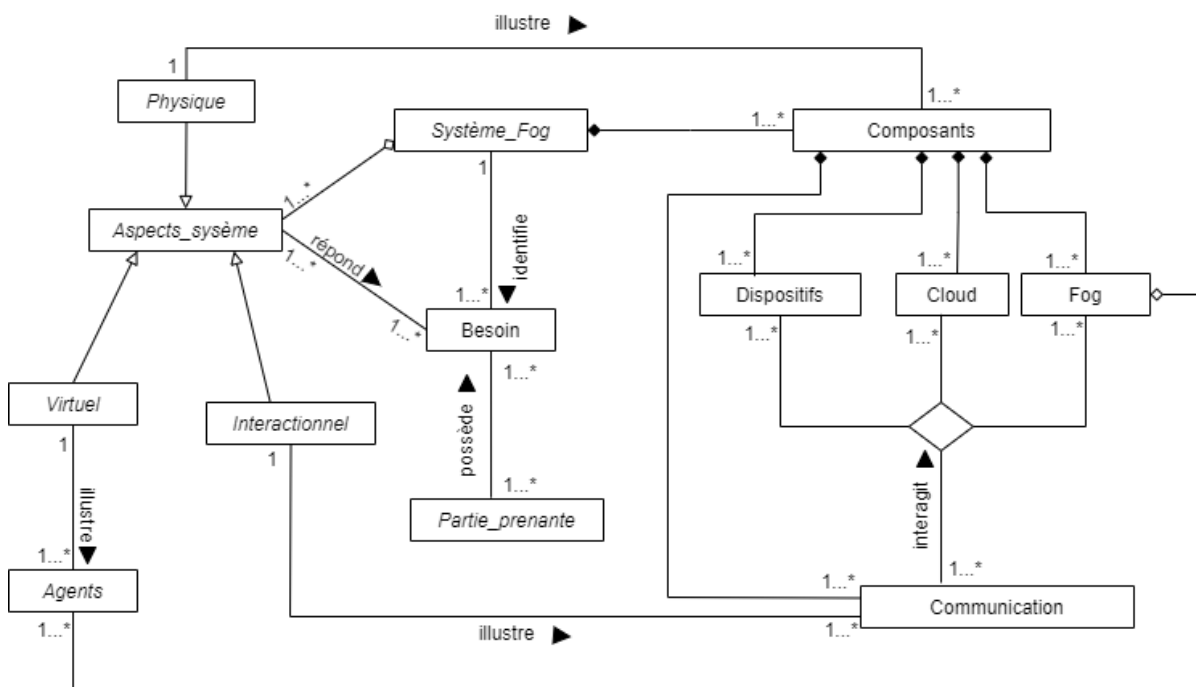 illustre
1
Physique
1...*
Système_Fog
1...*
Composants
1
1...*
Aspects_sysème
répond
1...*
identifie
1...*
1...*
1...*
Dispositifs
Cloud
Fog
1...*
1...*
Besoin
1...*
1...*
1...*
1...*
Virtuel
Interactionnel
possède
1
1
illustre
1...*
Partie_prenante
interagit
1...*
Agents
1...*
1...*
1...*
Communication
1...*
illustre
1...*